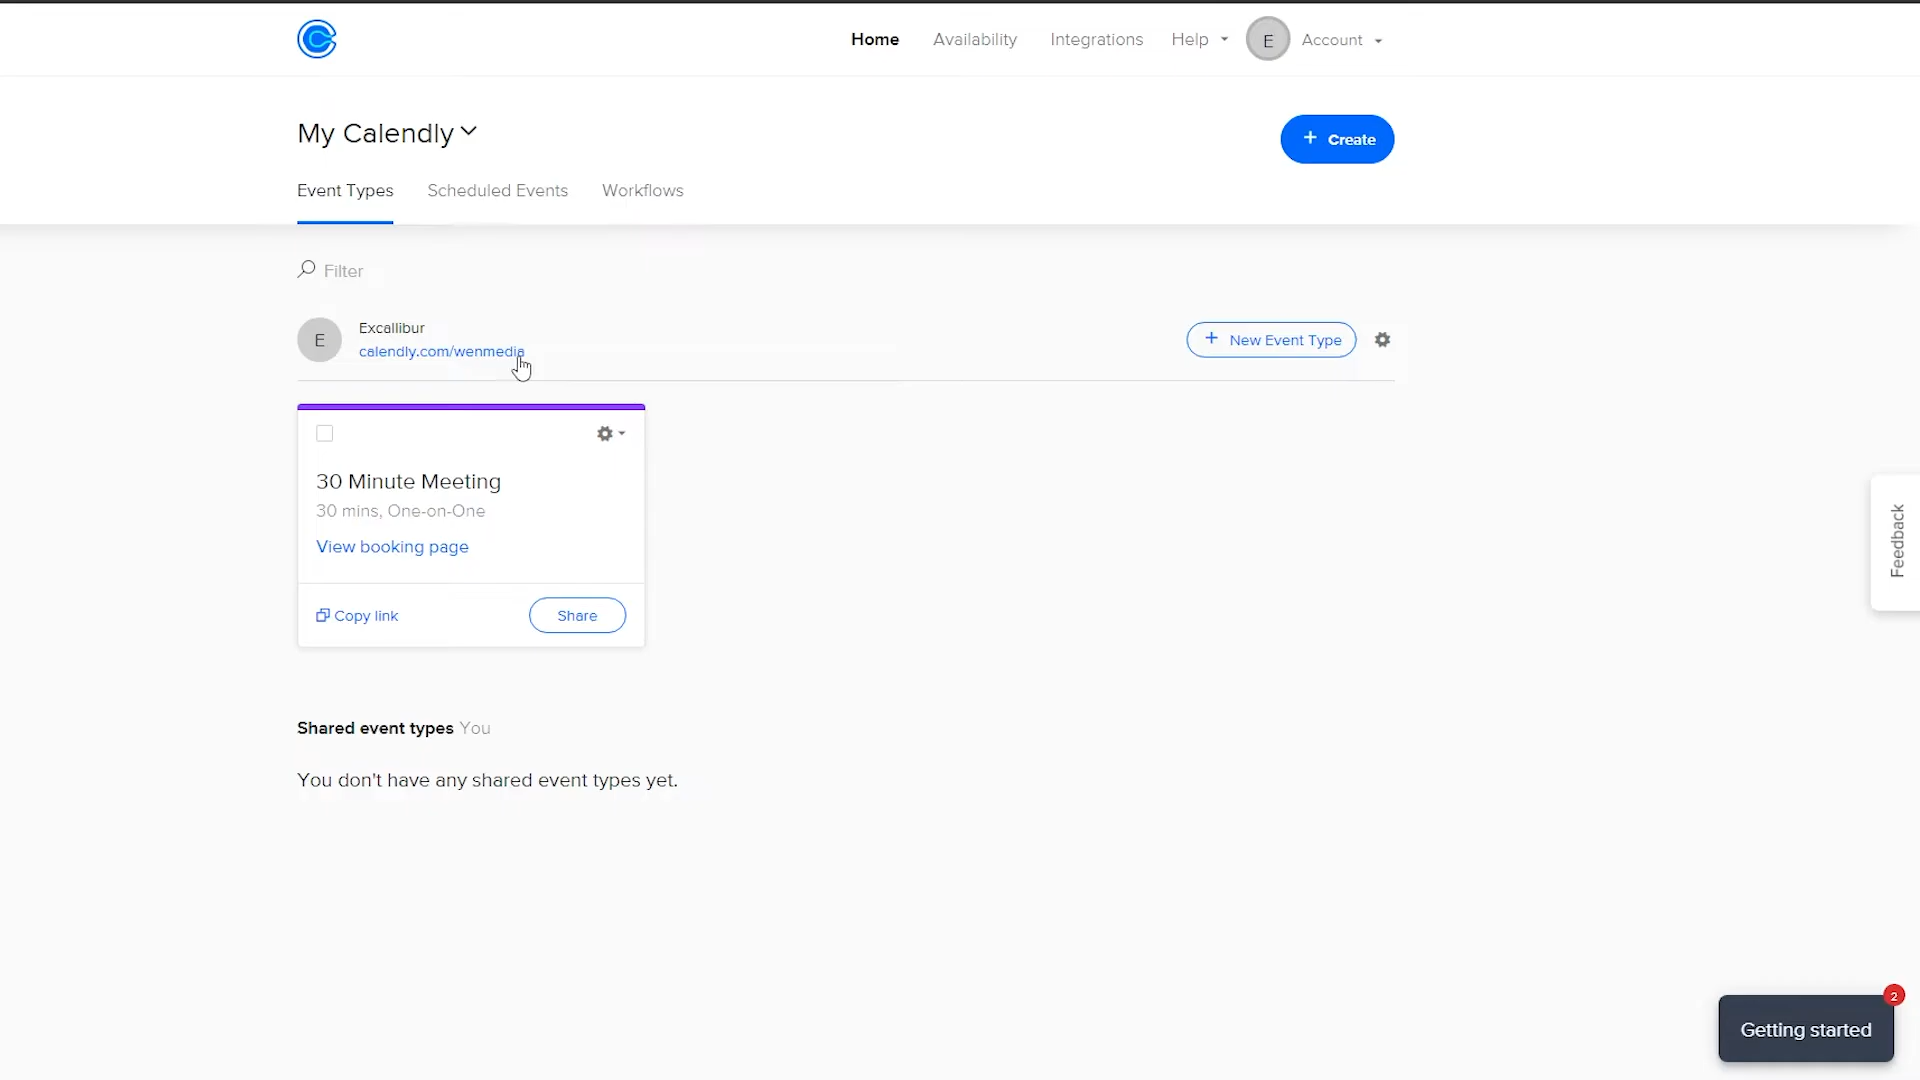 Home Availability Integrations Help E Account
My Calendly
+ Create
Event Types Scheduled Events Workflows
Filter
E
Excallibur
calendly.com/wenmedia
+ New Event Type
30 Minute Meeting
30 mins, One-on-One
View booking page
Copy link
Share
Feedback
Shared event types You
You don't have any shared event types yet.
2
Getting started